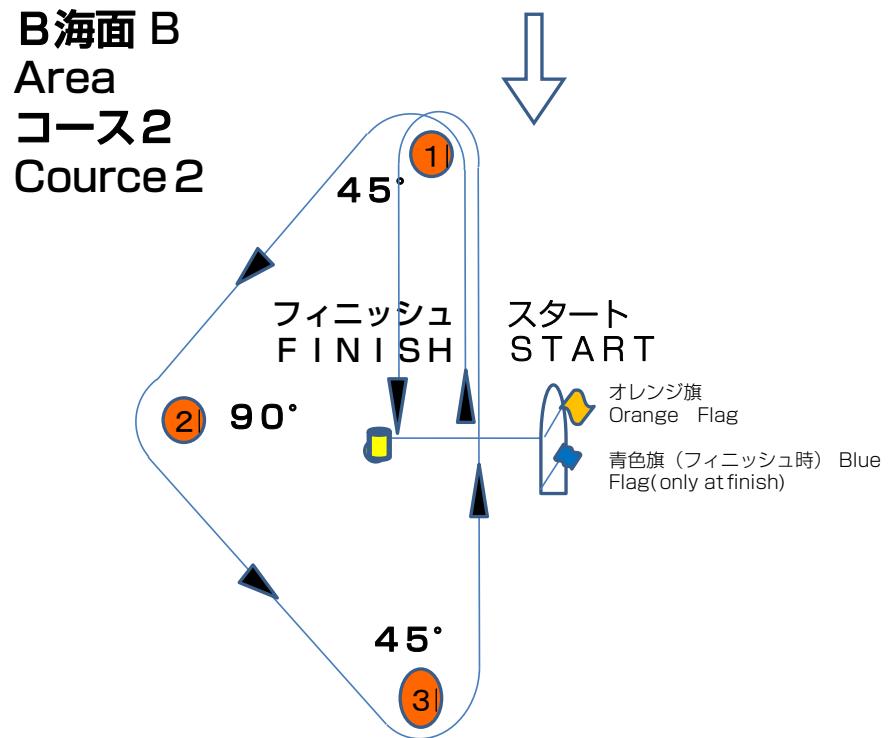 B海面 B
Area
コース２
Cource２
1
４５°
フィニッシュ
ＦＩＮＩＳＨ
スタート
ＳＴＡＲＴ
オレンジ旗
Orange Flag
2
９０°
青色旗（フィニッシュ時） Blue
Flag(only at finish)
４５°
3